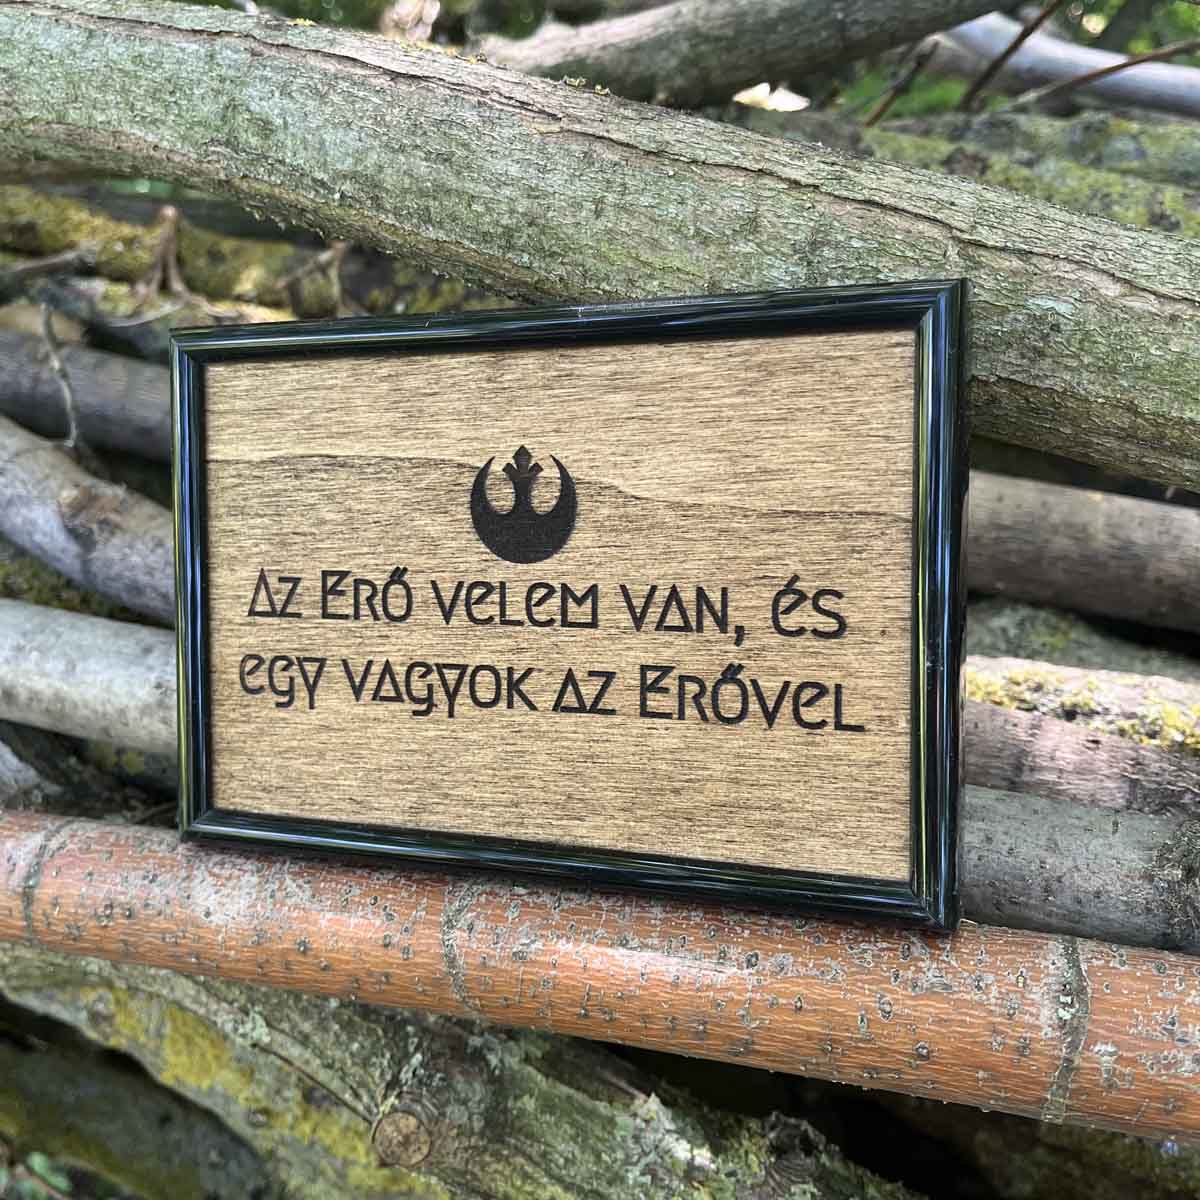 Az Erő velem van, és
egy vagyok az Erővel